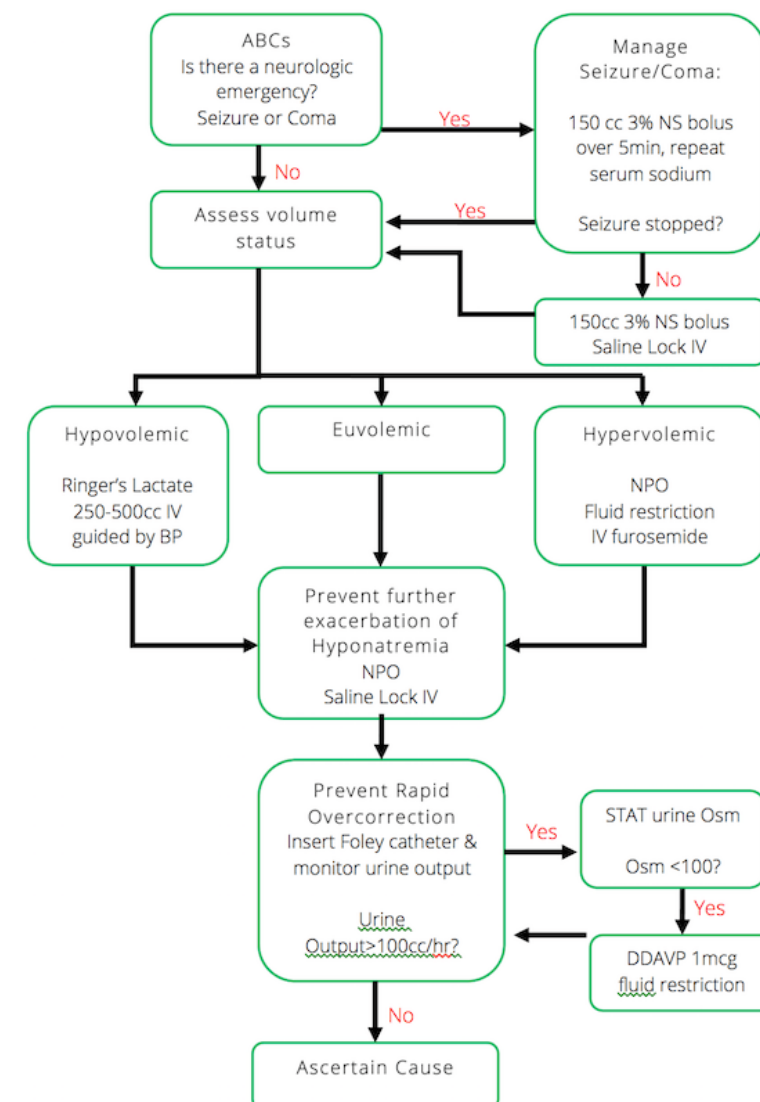 ABCs
Is there a neurologic
emergency?
Seizure or Coma
Yes
Manage
Seizure/Coma:
150 cc 3% NS bolus
over 5min, repeat
serum sodium
Seizure stopped?
No
Assess volume
status
Yes
No
150cc 3% NS bolus
Saline Lock IV
Hypovolemic
Ringer's Lactate
250-500cc IV
guided by BP
Euvolemic
Hypervolemic
NPO
Fluid restriction
IV furosemide
Prevent further
exacerbation of
Hyponatremia
NPO
Saline Lock IV
Prevent Rapid
Overcorrection
Insert Foley catheter &
monitor urine output
Urine
Output>100cc/hr?
Yes
STAT urine Osm
Osm <100?
Yes
DDAVP 1mcg
fluid restriction
No
Ascertain Cause